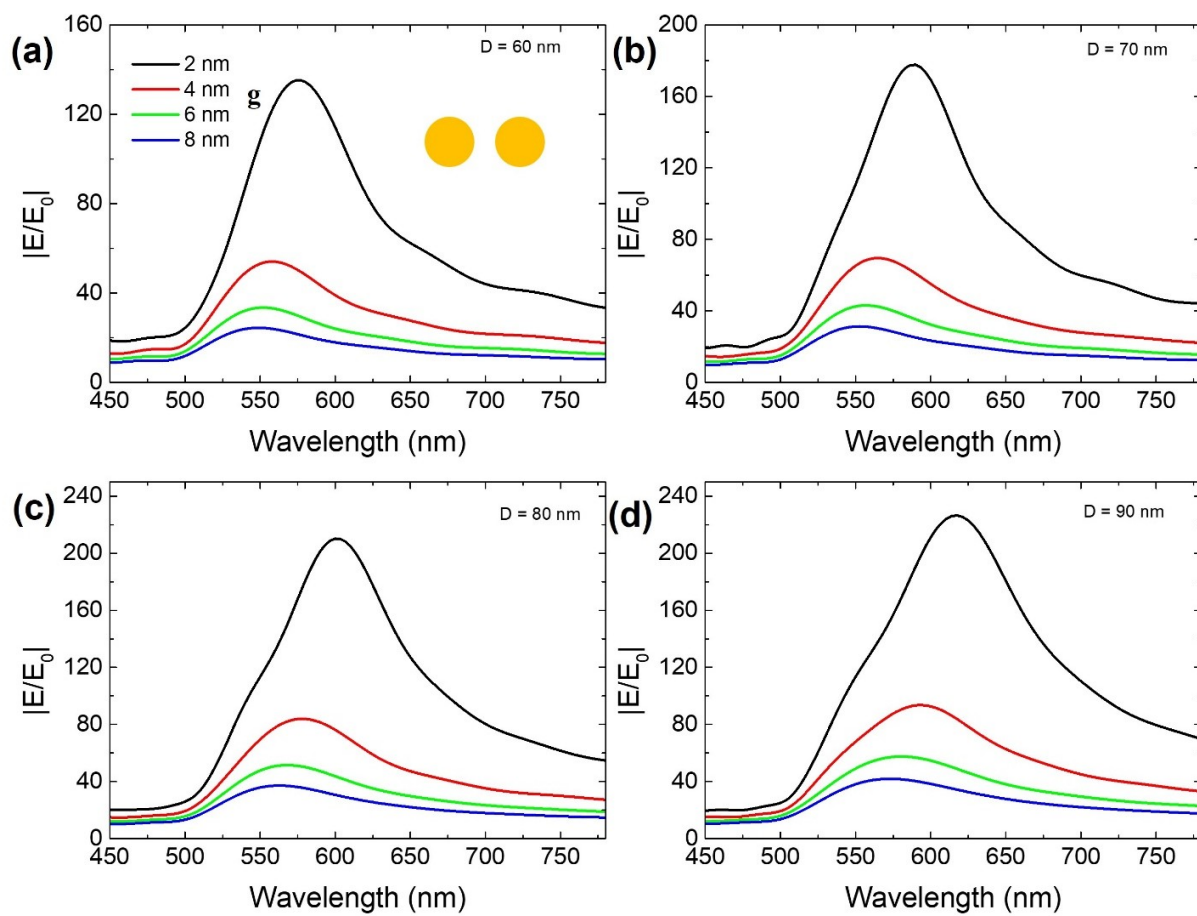 (a)
D = 60 nm
2 nm
4 nm
6 nm
8 nm
g
160
120
80
40
0
|E/E₀|
450 500 550 600 650 700 750
Wavelength (nm)
(b)
D = 70 nm
200
160
120
80
40
0
|E/E₀|
450 500 550 600 650 700 750
Wavelength (nm)
(c)
D = 80 nm
240
200
160
120
80
40
0
|E/E₀|
450 500 550 600 650 700 750
Wavelength (nm)
(d)
D = 90 nm
240
200
160
120
80
40
0
|E/E₀|
450 500 550 600 650 700 750
Wavelength (nm)